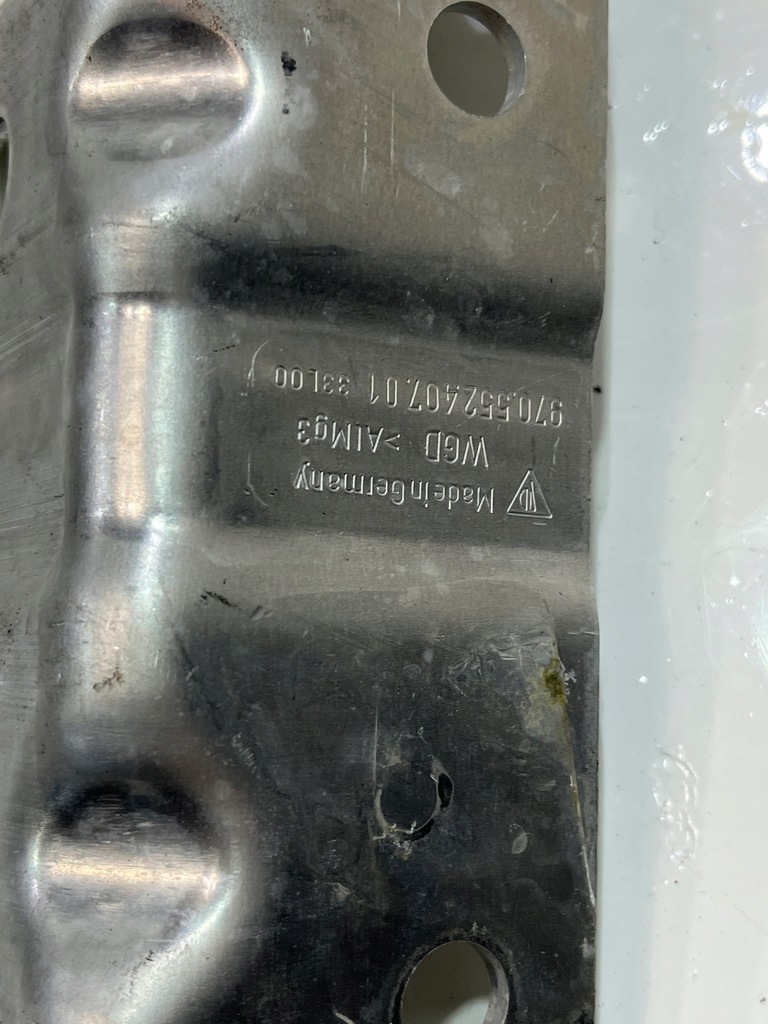 Made in Germany
WGD >AlMg3
970.552.407.01 33L00